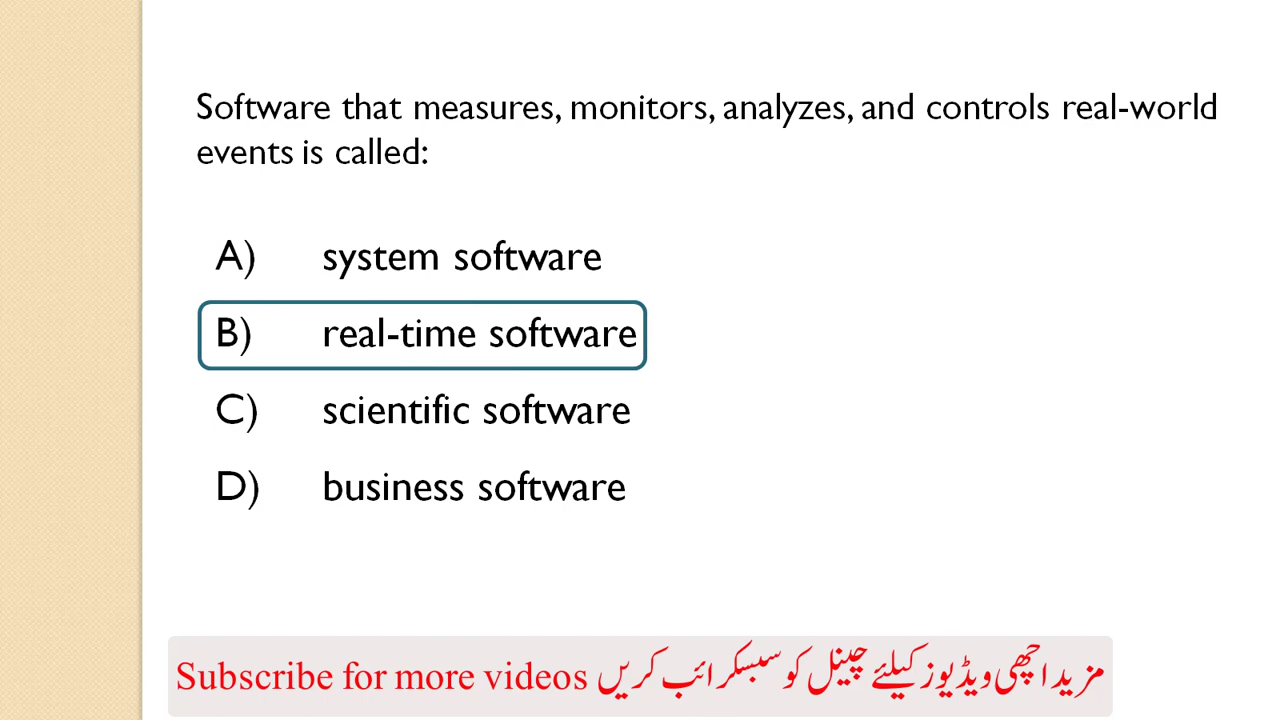 Software that measures, monitors, analyzes, and controls real-world
events is called:
A) system software
B) real-time software
C) scientific software
D) business software
Subscribe for more videos مزید اچھی ویڈیوز کیلئے چینل کو سبسکرائب کریں